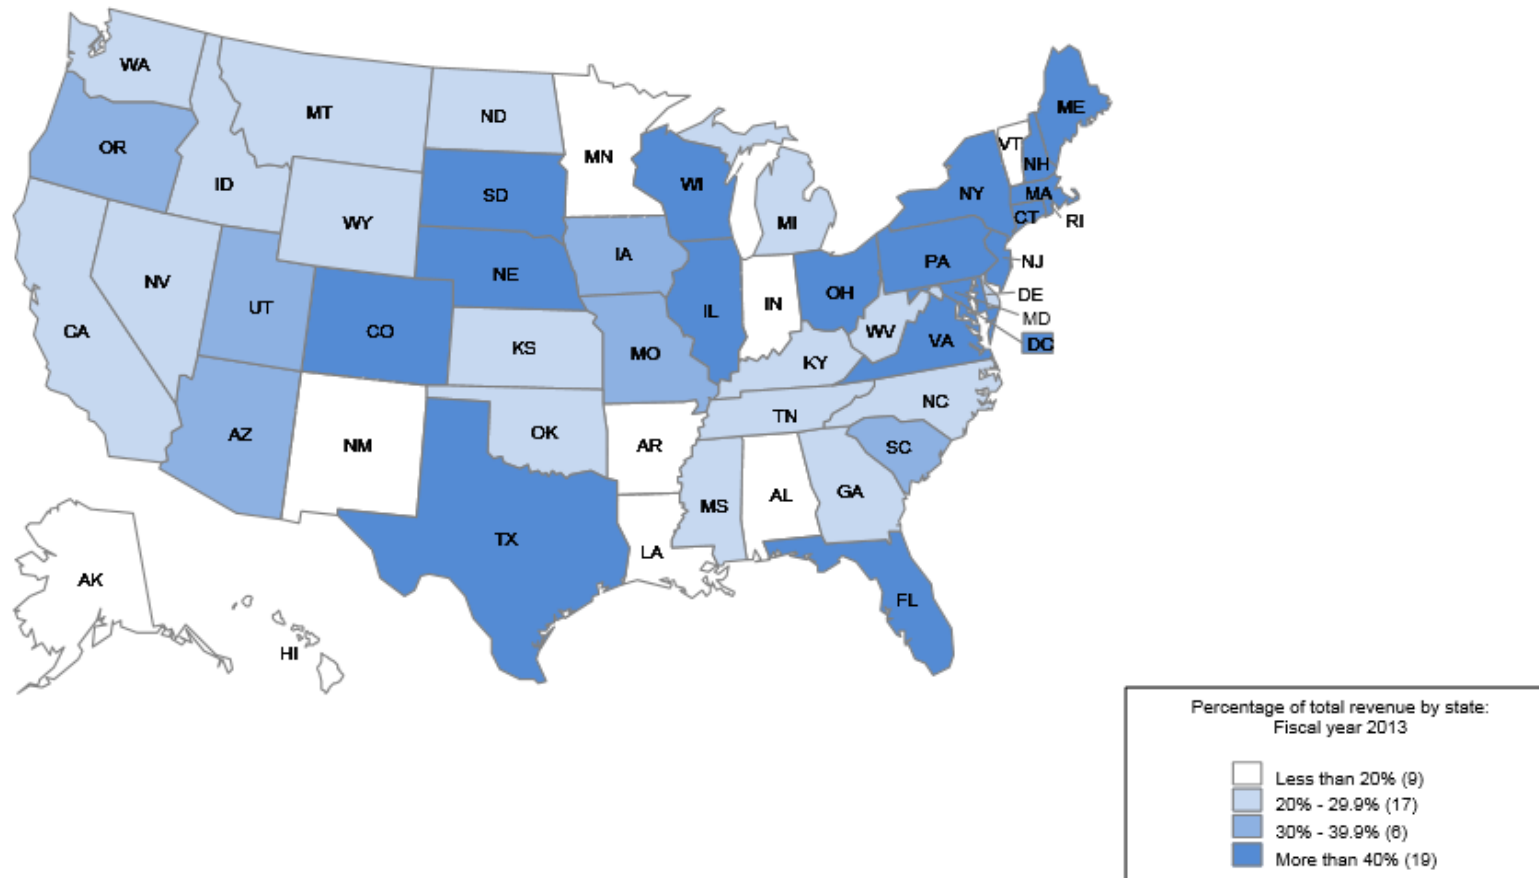 WA
MT
ND
MN
ME
VT
NH
OR
ID
SD
WI
NY
MA
CT
RI
WY
MI
NV
UT
NE
IA
PA
NJ
DE
MD
DC
CA
CO
KS
MO
IL
IN
OH
WV
VA
KY
AZ
NM
OK
AR
TN
NC
SC
TX
LA
MS
AL
GA
FL
AK
HI
Percentage of total revenue by state:
Fiscal year 2013
Less than 20% (9)
20% - 29.9% (17)
30% - 39.9% (6)
More than 40% (19)